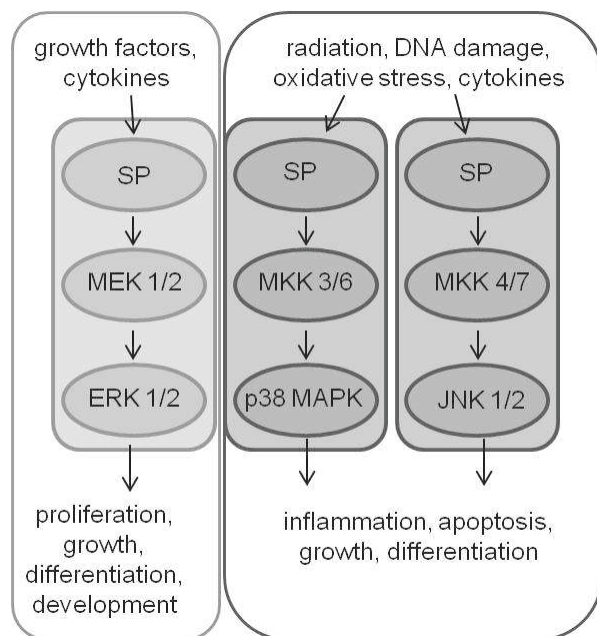 growth factors,
cytokines
radiation, DNA damage,
oxidative stress, cytokines
SP
SP
SP
MEK 1/2
MKK 3/6
MKK 4/7
ERK 1/2
p38 MAPK
JNK 1/2
proliferation,
growth,
differentiation,
development
inflammation, apoptosis,
growth, differentiation